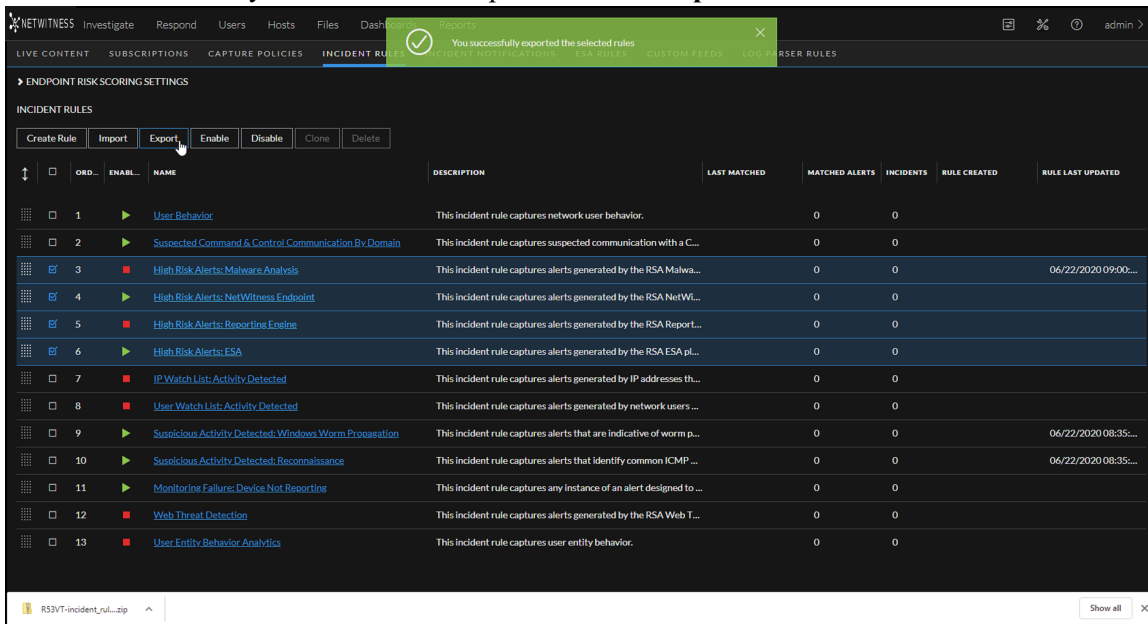 NETWITNESS Investigate Respond Users Hosts Files Dashboards Reports admin
You successfully exported the selected rules
LIVE CONTENT SUBSCRIPTIONS CAPTURE POLICIES INCIDENT RULES INCIDENT NOTIFICATIONS ESA RULES CUSTOM FEEDS LOG PARSER RULES
ENDPOINT RISK SCORING SETTINGS
INCIDENT RULES
Create Rule Import Export Enable Disable Clone Delete
ORD... ENABL... NAME DESCRIPTION LAST MATCHED MATCHED ALERTS INCIDENTS RULE CREATED RULE LAST UPDATED
1 User Behavior This incident rule captures network user behavior. 0 0
2 Suspected Command & Control Communication By Domain This incident rule captures suspected communication with a C... 0 0
3 High Risk Alerts: Malware Analysis This incident rule captures alerts generated by the RSA Malwa... 0 0 06/22/2020 09:00:...
4 High Risk Alerts: NetWitness Endpoint This incident rule captures alerts generated by the RSA NetWi... 0 0
5 High Risk Alerts: Reporting Engine This incident rule captures alerts generated by the RSA Report... 0 0
6 High Risk Alerts: ESA This incident rule captures alerts generated by the RSA ESA pl... 0 0
7 IP Watch List: Activity Detected This incident rule captures alerts generated by IP addresses th... 0 0
8 User Watch List: Activity Detected This incident rule captures alerts generated by network users ... 0 0
9 Suspicious Activity Detected: Windows Worm Propagation This incident rule captures alerts that are indicative of worm p... 0 0 06/22/2020 08:35:...
10 Suspicious Activity Detected: Reconnaissance This incident rule captures alerts that identify common ICMP ... 0 0 06/22/2020 08:35:...
11 Monitoring Failure: Device Not Reporting This incident rule captures any instance of an alert designed to ... 0 0
12 Web Threat Detection This incident rule captures alerts generated by the RSA Web T... 0 0
13 User Entity Behavior Analytics This incident rule captures user entity behavior. 0 0
R53VT-incident_rul....zip Show all